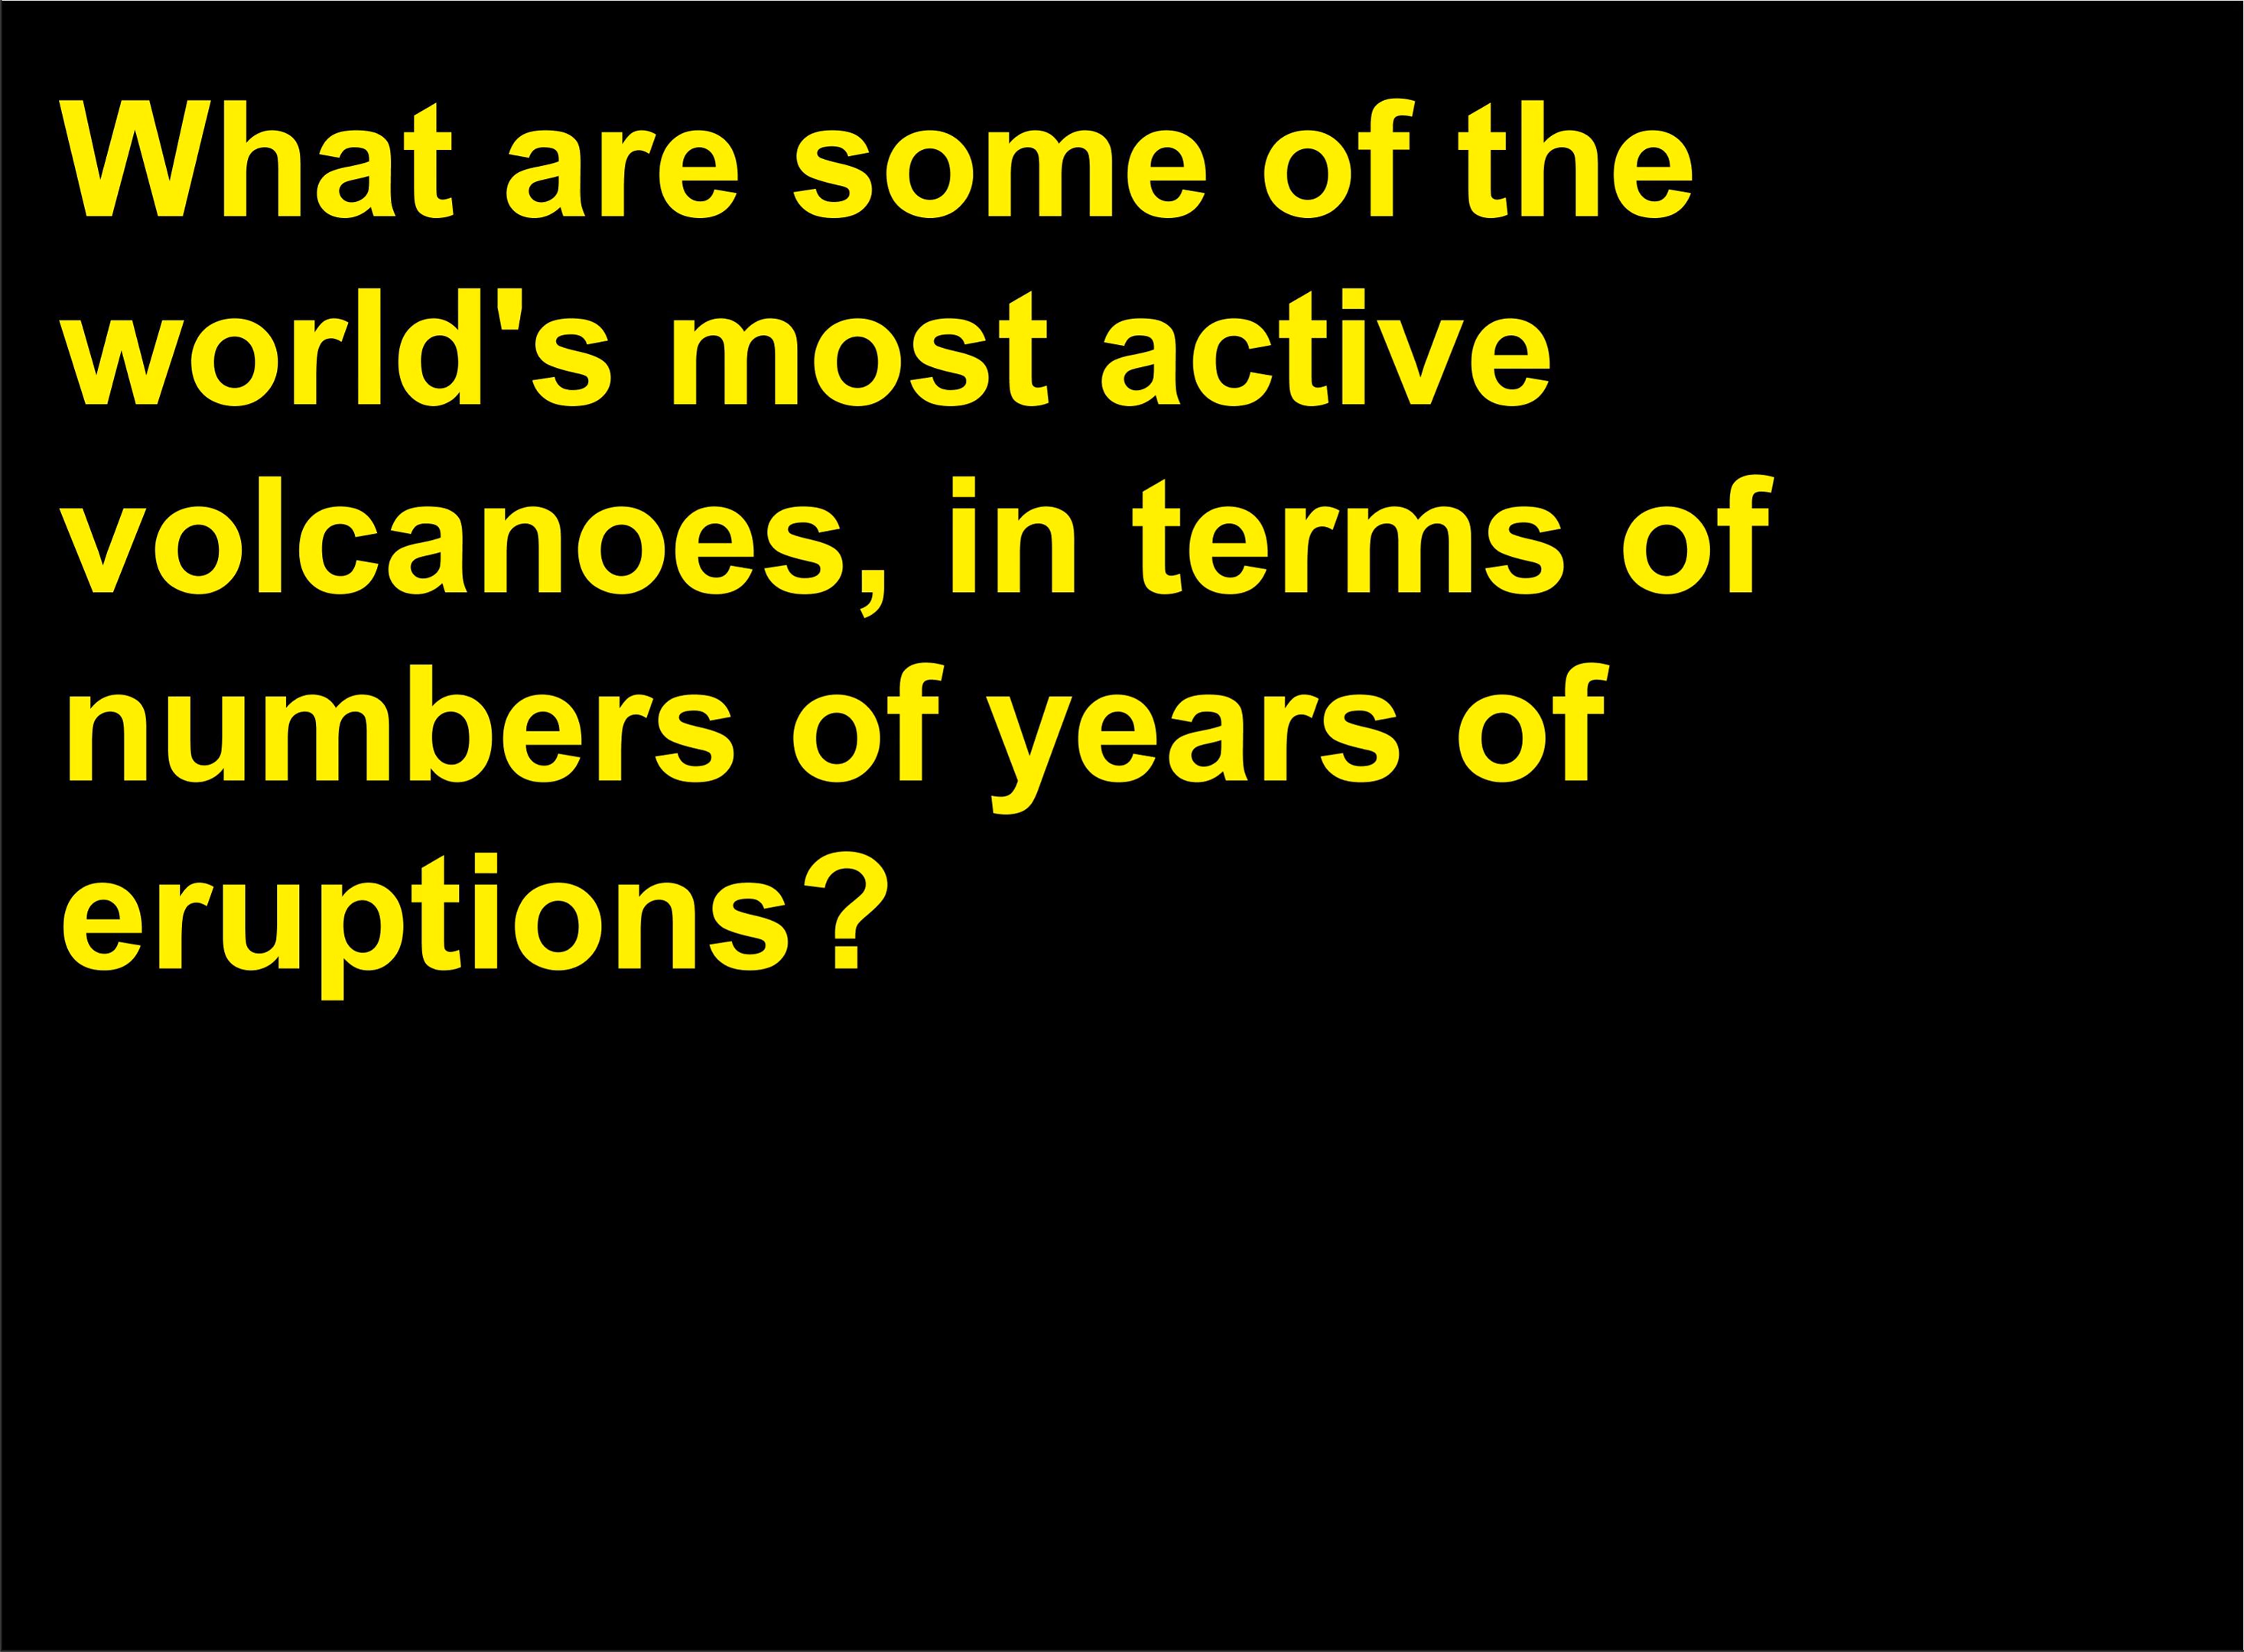 What are some of the
world's most active
volcanoes, in terms of
numbers of years of
eruptions?